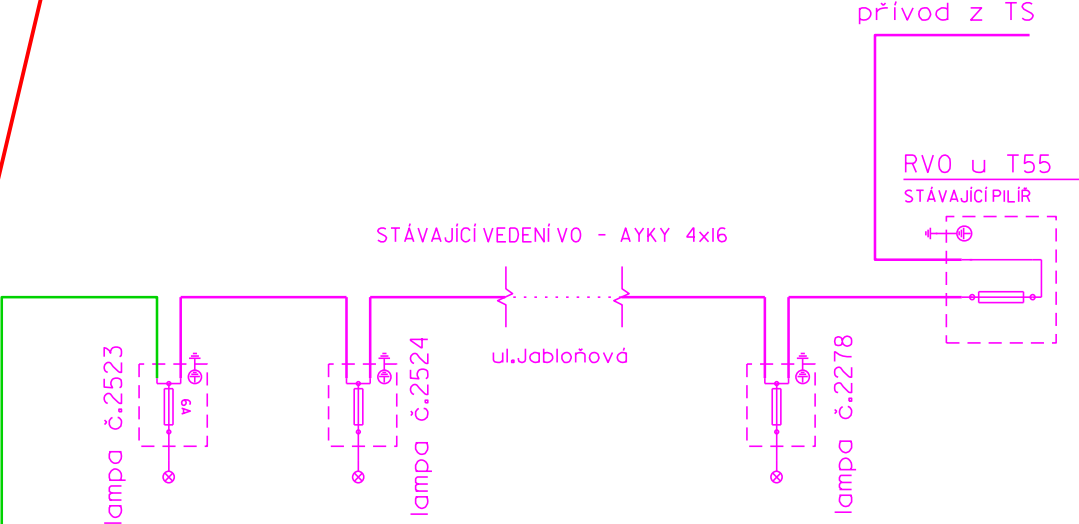 přívod z TS
RVO u T55
STÁVAJÍCÍ PILÍŘ
STÁVAJÍCÍ VEDENÍ VO - AYKY 4x16
ul.Jabloňová
lampa č.2523
6A
lampa č.2524
lampa č.2278